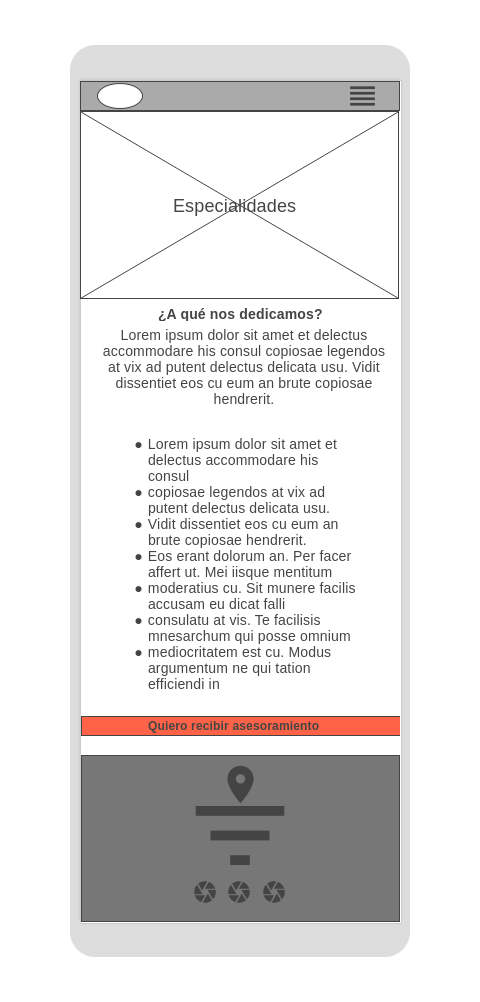 Especialidades
¿A qué nos dedicamos?
Lorem ipsum dolor sit amet et delectus
accommodare his consul copiosae legendos
at vix ad putent delectus delicata usu. Vidit
dissentiet eos cu eum an brute copiosae
hendrerit.
● Lorem ipsum dolor sit amet et
delectus accommodare his
consul
● copiosae legendos at vix ad
putent delectus delicata usu.
● Vidit dissentiet eos cu eum an
brute copiosae hendrerit.
● Eos erant dolorum an. Per facer
affert ut. Mei iisque mentitum
● moderatius cu. Sit munere facilis
accusam eu dicat falli
● consulatu at vis. Te facilisis
mnesarchum qui posse omnium
● mediocritatem est cu. Modus
argumentum ne qui tation
efficiendi in
Quiero recibir asesoramiento